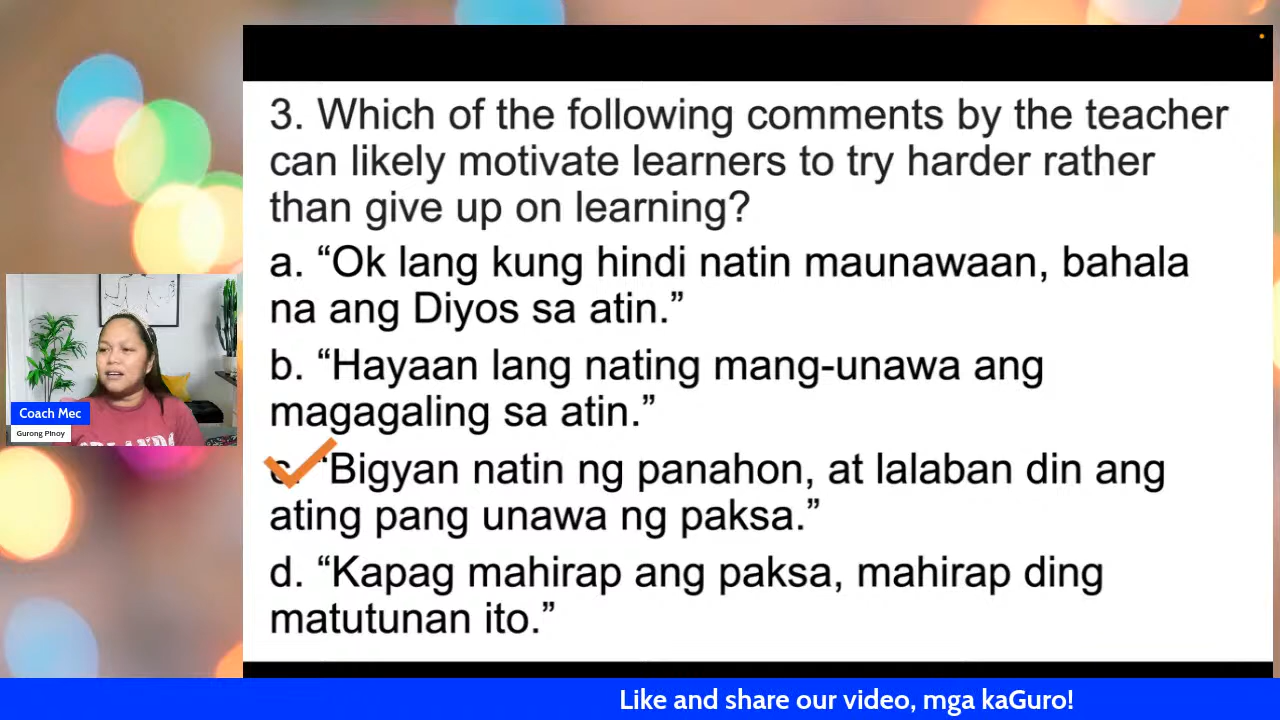 3. Which of the following comments by the teacher
can likely motivate learners to try harder rather
than give up on learning?
a. “Ok lang kung hindi natin maunawaan, bahala
na ang Diyos sa atin.”
b. “Hayaan lang nating mang-unawa ang
magagaling sa atin.”
c. “Bigyan natin ng panahon, at lalaban din ang
ating pang unawa ng paksa.”
d. “Kapag mahirap ang paksa, mahirap ding
matutunan ito.”
Coach Mec
Gurong Pinoy
Like and share our video, mga kaGuro!